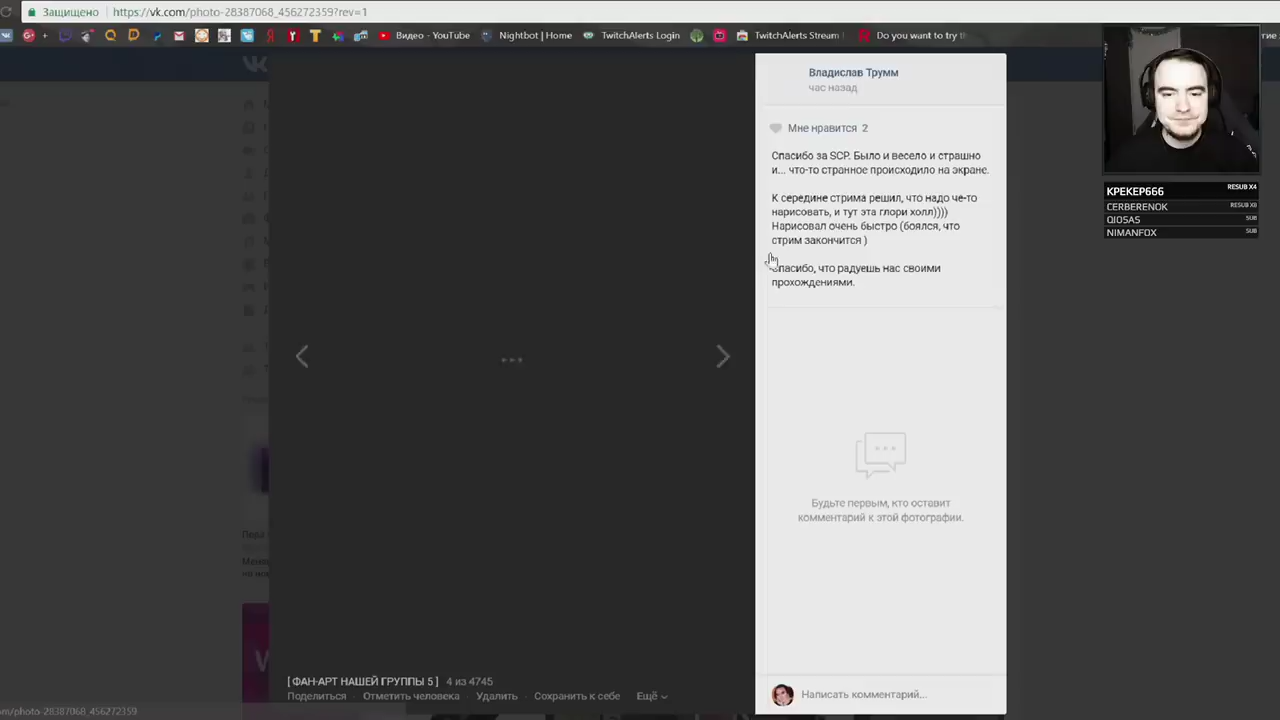 Защищено https://vk.com/photo-28387068_456272359?rev=1
Видео - YouTube Nightbot | Home TwitchAlerts Login TwitchAlerts Stream Do you want to try
Владислав Трумм
час назад
Мне нравится 2
Спасибо за SCP. Было и весело и страшно
и... что-то странное происходило на экране.
К середине стрима решил, что надо че-то
нарисовать, и тут эта глори холл))))
Нарисовал очень быстро (боялся, что
стрим закончится )
Спасибо, что радуешь нас своими
прохождениями.
Будьте первым, кто оставит
комментарий к этой фотографии.
Написать комментарий...
[ ФАН-АРТ НАШЕЙ ГРУППЫ 5 ] 4 из 4745
Поделиться · Отметить человека · Удалить · Сохранить к себе Ещё
om/photo-28387068_456272359
КРЕКЕР666 RESUB X4
CERBERENOK RESUB X8
QIOSAS SUB
NIMANFOX SUB